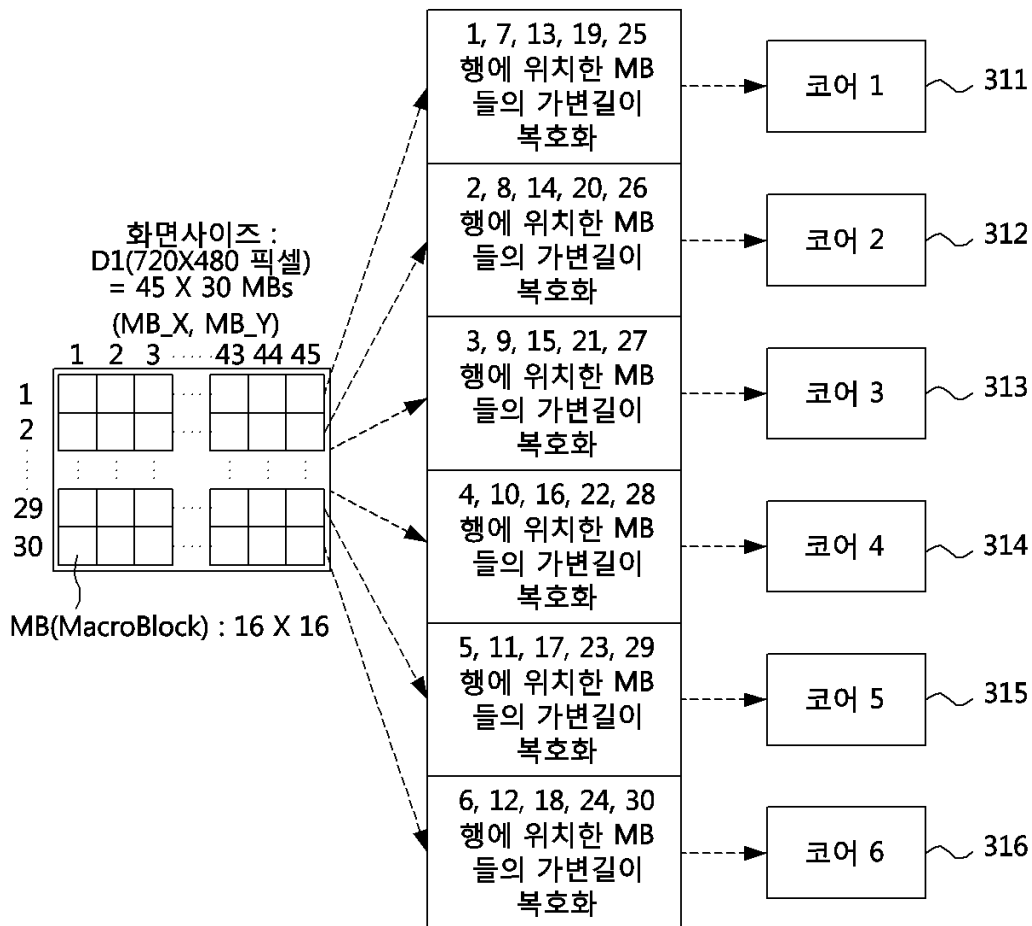 화면사이즈 :
D1(720X480 픽셀)
= 45 X 30 MBs
(MB_X, MB_Y)
1 2 3 ····· 43 44 45
1
2
29
30
MB(MacroBlock) : 16 X 16
1, 7, 13, 19, 25
행에 위치한 MB
들의 가변길이
복호화
코어 1
311
2, 8, 14, 20, 26
행에 위치한 MB
들의 가변길이
복호화
코어 2
312
3, 9, 15, 21, 27
행에 위치한 MB
들의 가변길이
복호화
코어 3
313
4, 10, 16, 22, 28
행에 위치한 MB
들의 가변길이
복호화
코어 4
314
5, 11, 17, 23, 29
행에 위치한 MB
들의 가변길이
복호화
코어 5
315
6, 12, 18, 24, 30
행에 위치한 MB
들의 가변길이
복호화
코어 6
316